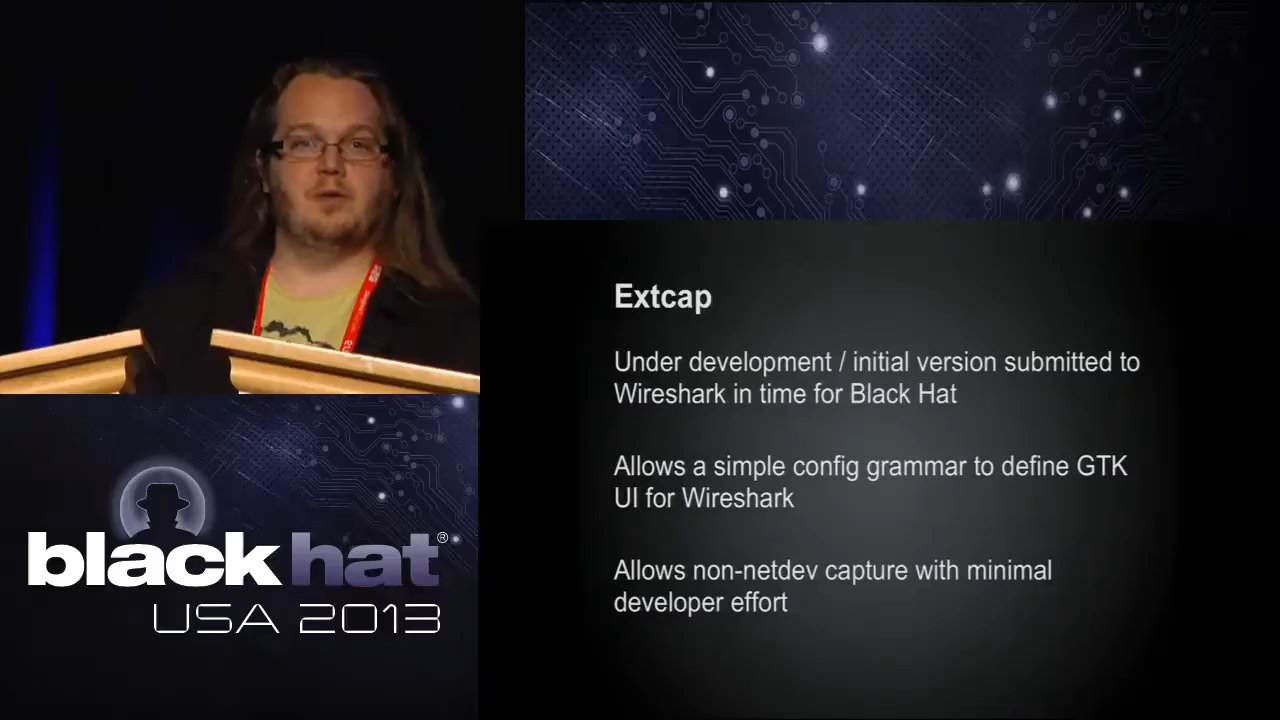 Extcap
Under development / initial version submitted to
Wireshark in time for Black Hat
Allows a simple config grammar to define GTK
UI for Wireshark
Allows non-netdev capture with minimal
developer effort
black hat®
USA 2013